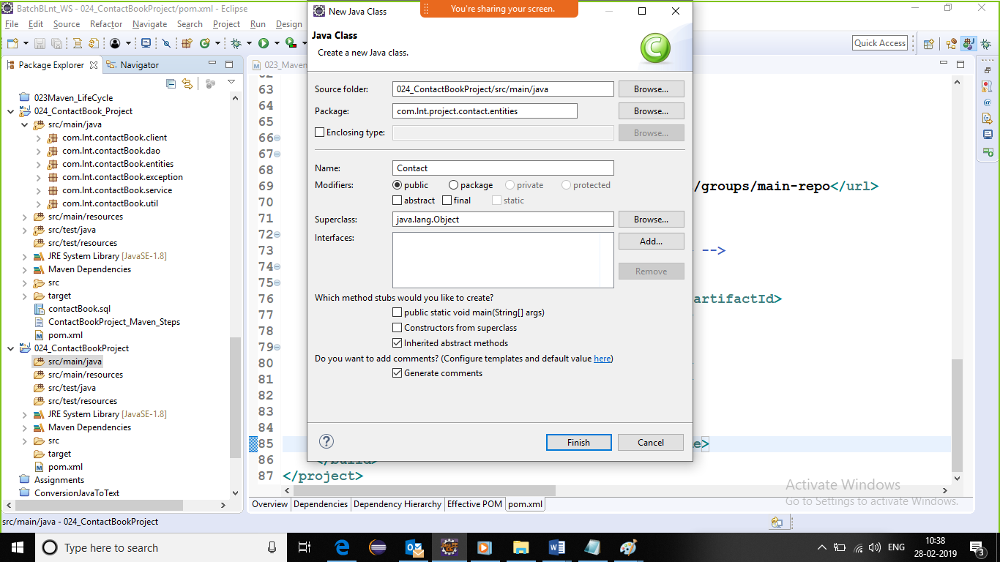 BatchBLnt_WS - 024_ContactBookProject/pom.xml - Eclipse
New Java Class
You're sharing your screen.
File Edit Source Refactor Navigate Search Project Run Design
Java Class
Create a new Java class.
Quick Access
Package Explorer
Navigator
023_Maven
Source folder: 024_ContactBookProject/src/main/java Browse...
Package: com.lnt.project.contact.entities Browse...
Enclosing type: Browse...
Name: Contact
Modifiers: public package private protected
abstract final static
Superclass: java.lang.Object Browse...
Interfaces: Add...
Remove
Which method stubs would you like to create?
public static void main(String[] args)
Constructors from superclass
Inherited abstract methods
Do you want to add comments? (Configure templates and default value here)
Generate comments
Finish Cancel
023Maven_LifeCycle
024_ContactBook_Project
src/main/java
com.lnt.contactBook.client
com.lnt.contactBook.dao
com.lnt.contactBook.entities
com.lnt.contactBook.exception
com.lnt.contactBook.service
com.lnt.contactBook.util
src/main/resources
src/test/java
src/test/resources
JRE System Library [JavaSE-1.8]
Maven Dependencies
src
target
contactBook.sql
ContactBookProject_Maven_Steps
pom.xml
024_ContactBookProject
src/main/java
src/main/resources
src/test/java
src/test/resources
JRE System Library [JavaSE-1.8]
Maven Dependencies
src
target
pom.xml
Assignments
ConversionJavaToText
63
64
65
66
67
68
69 /groups/main-repo</url>
70
71
72
73 -->
74
75
76 artifactId>
77
78
79
80
81
82
83
84
85 e>
86 </build>
87 </project>
Activate Windows
Go to Settings to activate Windows.
Overview Dependencies Dependency Hierarchy Effective POM pom.xml
src/main/java - 024_ContactBookProject
Type here to search
ENG
10:38
28-02-2019
3